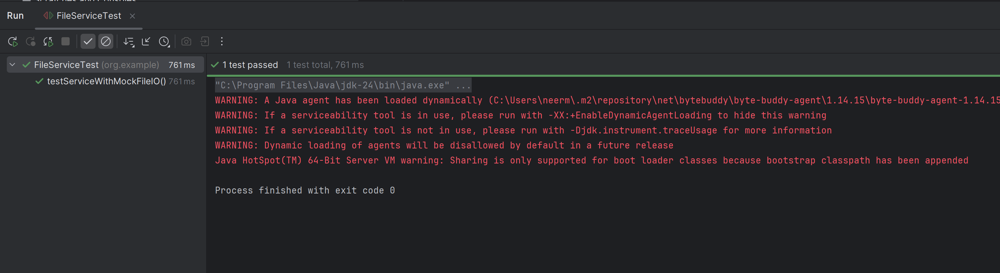 Run FileServiceTest
FileServiceTest (org.example) 761 ms
testServiceWithMockFileIO() 761 ms
1 test passed 1 test total, 761 ms
"C:\Program Files\Java\jdk-24\bin\java.exe" ...
WARNING: A Java agent has been loaded dynamically (C:\Users\neerm\.m2\repository\net\bytebuddy\byte-buddy-agent\1.14.15\byte-buddy-agent-1.14.15
WARNING: If a serviceability tool is in use, please run with -XX:+EnableDynamicAgentLoading to hide this warning
WARNING: If a serviceability tool is not in use, please run with -Djdk.instrument.traceUsage for more information
WARNING: Dynamic loading of agents will be disallowed by default in a future release
Java HotSpot(TM) 64-Bit Server VM warning: Sharing is only supported for boot loader classes because bootstrap classpath has been appended
Process finished with exit code 0